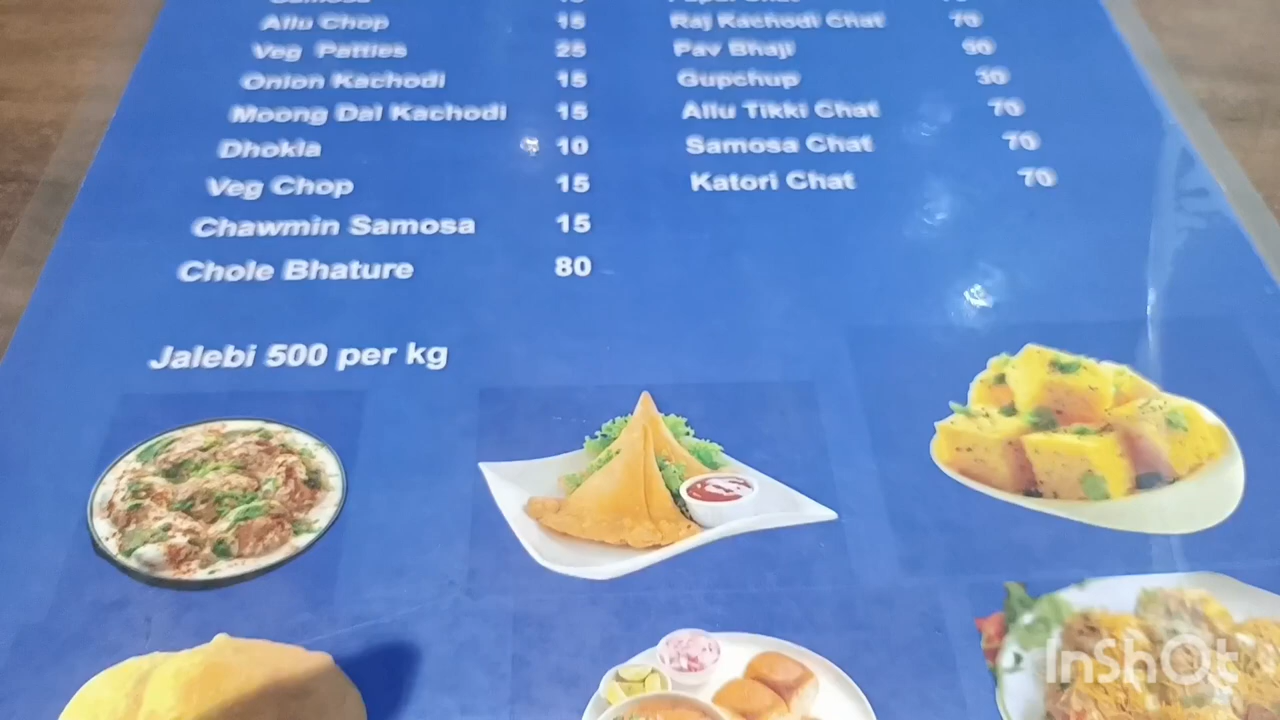 Samosa 15
Allu Chop 15
Veg Patties 25
Onion Kachodi 15
Moong Dal Kachodi 15
Dhokla 10
Veg Chop 15
Chawmin Samosa 15
Chole Bhature 80
Raj Kachodi Chat 70
Pav Bhaji
Gupchup 30
Allu Tikki Chat 70
Samosa Chat 70
Katori Chat 70
Jalebi 500 per kg
InShOt